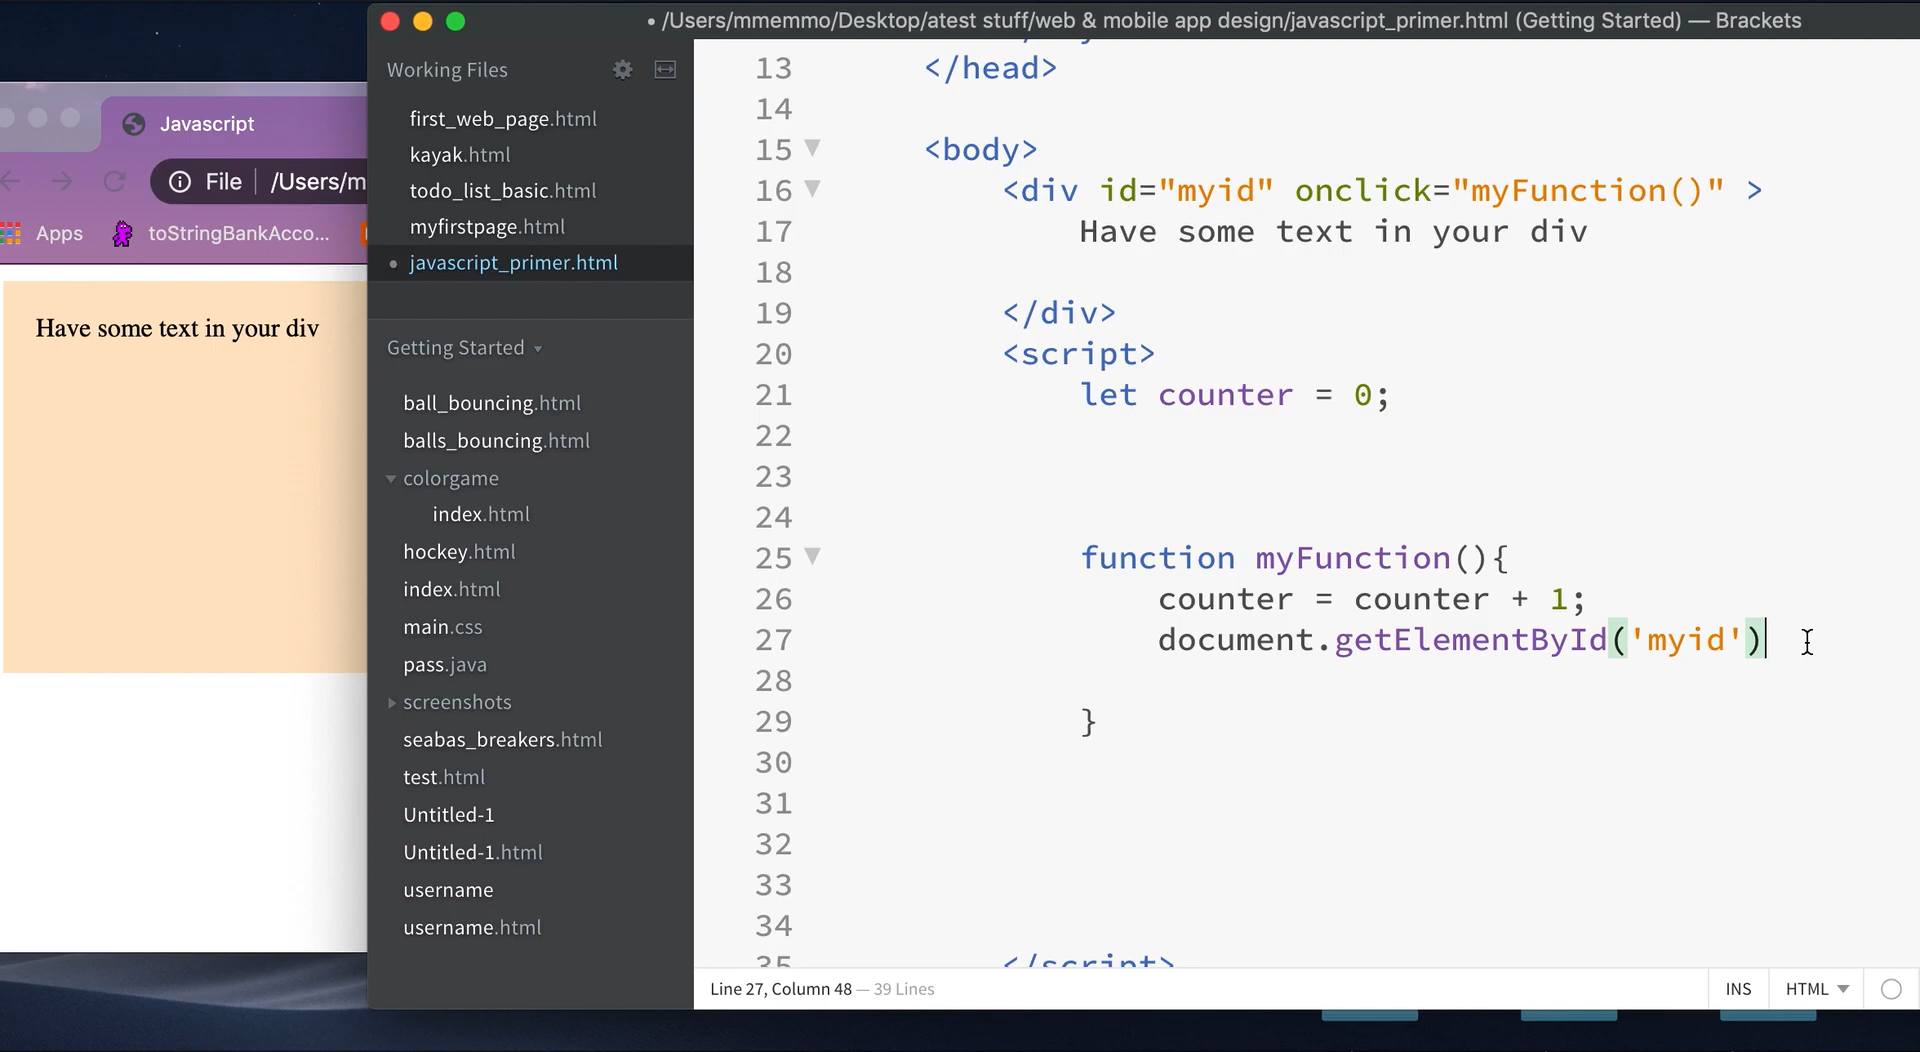 • /Users/mmemmo/Desktop/atest stuff/web & mobile app design/javascript_primer.html (Getting Started) — Brackets
Javascript
File
/Users/m
Apps
toStringBankAcco...
Have some text in your div
Working Files
first_web_page.html
kayak.html
todo_list_basic.html
myfirstpage.html
• javascript_primer.html
Getting Started
ball_bouncing.html
balls_bouncing.html
colorgame
index.html
hockey.html
index.html
main.css
pass.java
screenshots
seabas_breakers.html
test.html
Untitled-1
Untitled-1.html
username
username.html
13 </head>
14
15 <body>
16 <div id="myid" onclick="myFunction()" >
17 Have some text in your div
18
19 </div>
20 <script>
21 let counter = 0;
22
23
24
25 function myFunction(){
26 counter = counter + 1;
27 document.getElementById('myid')
28
29 }
30
31
32
33
34
35 </script>
Line 27, Column 48 — 39 Lines
INS
HTML